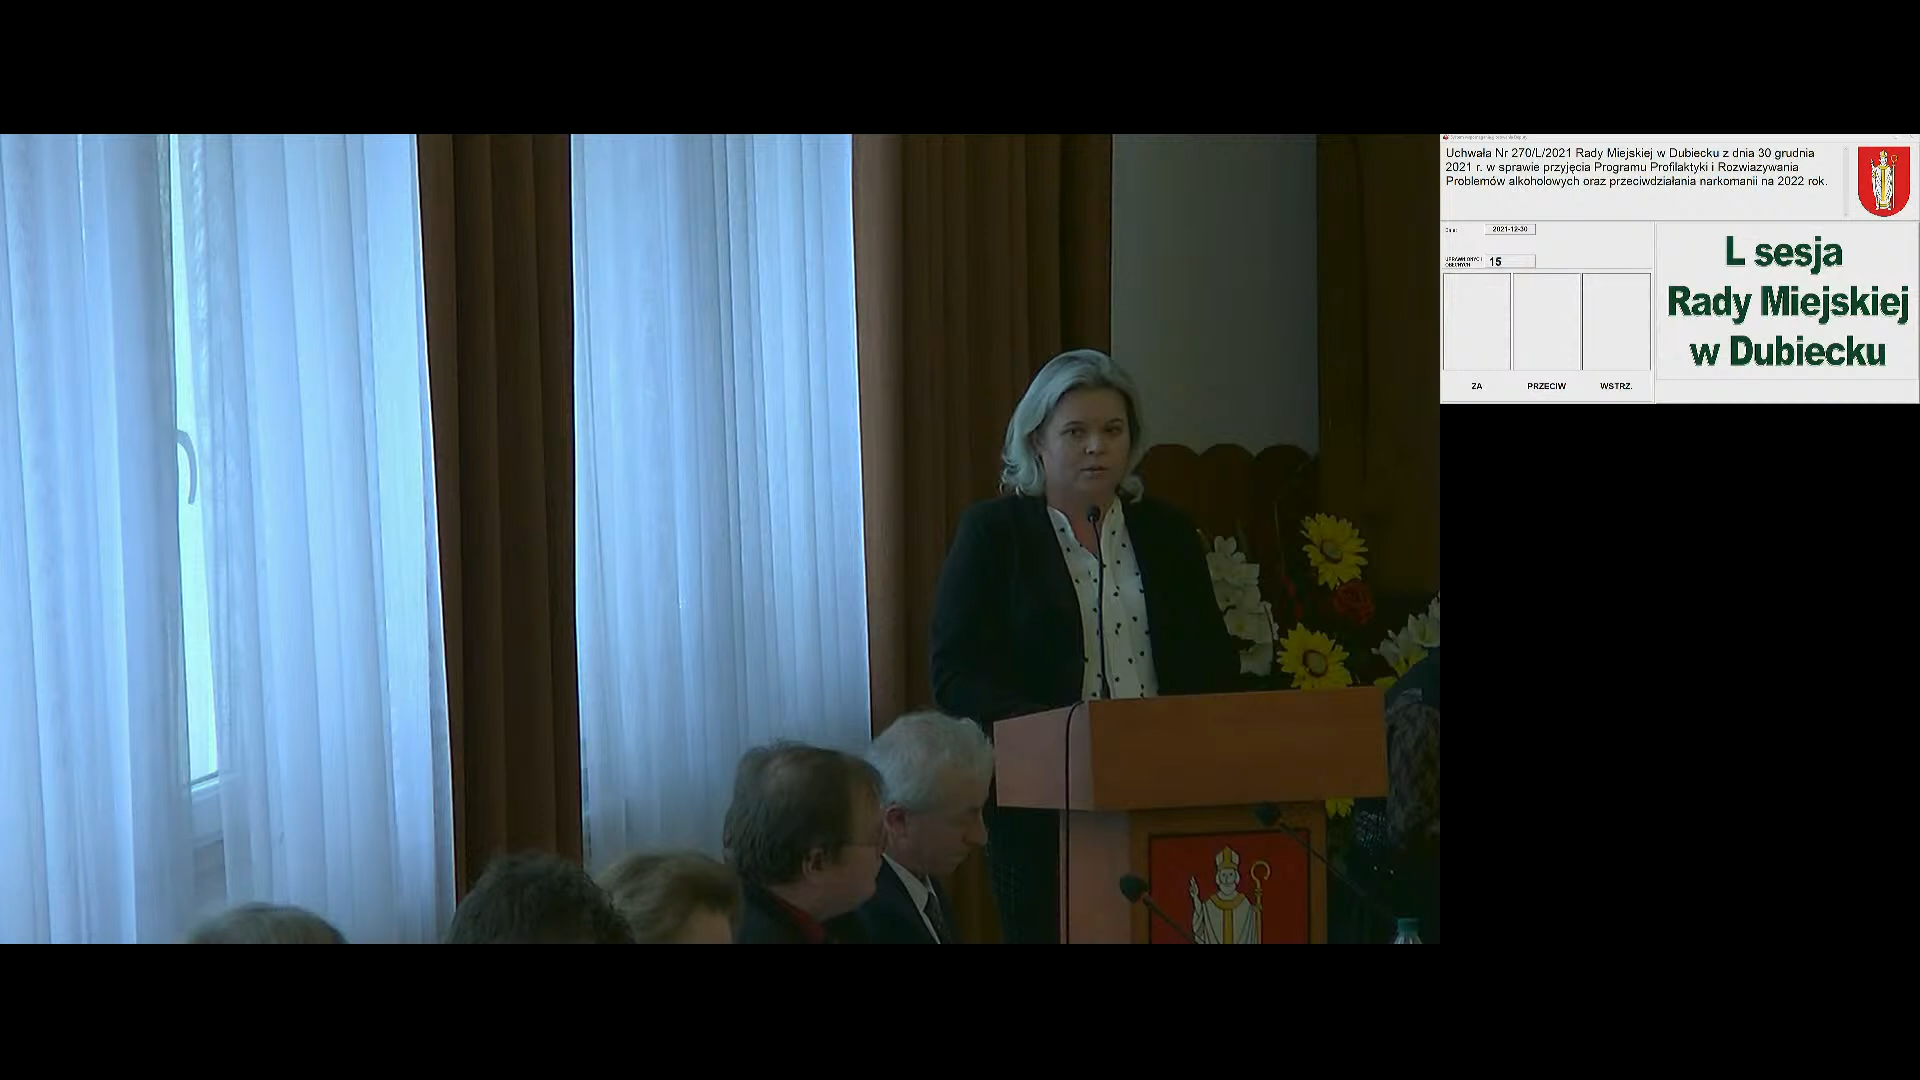 Uchwała Nr 270/L/2021 Rady Miejskiej w Dubiecku z dnia 30 grudnia
2021 r. w sprawie przyjęcia Programu Profilaktyki i Rozwiazywania
Problemów alkoholowych oraz przeciwdziałania narkomanii na 2022 rok.
2021-12-30
15
ZA PRZECIW WSTRZ.
L sesja
Rady Miejskiej
w Dubiecku